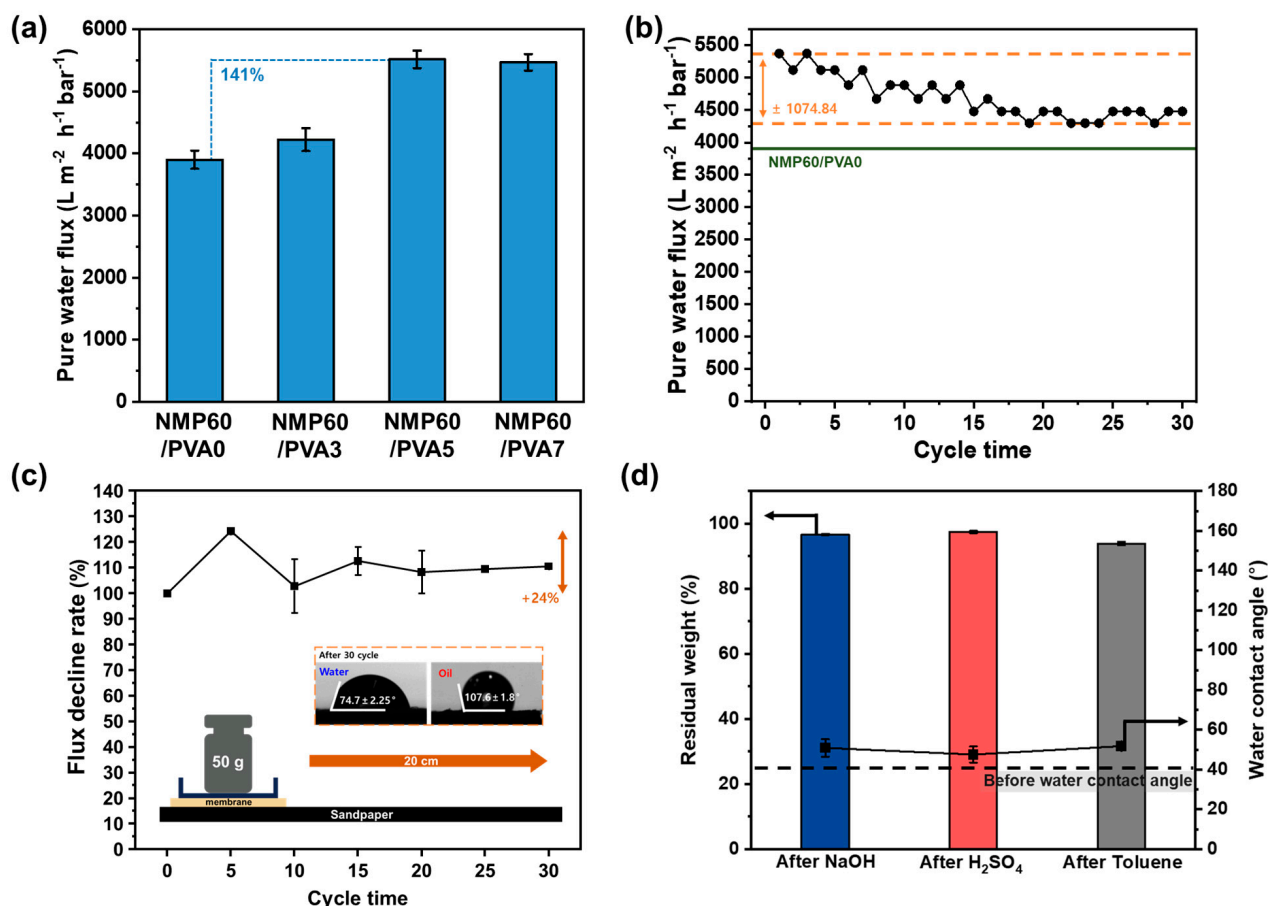 (a)
Pure water flux (L m⁻² h⁻¹ bar⁻¹)
6000
5000
4000
3000
2000
1000
0
141%
NMP60
/PVA0
NMP60
/PVA3
NMP60
/PVA5
NMP60
/PVA7
(b)
Pure water flux (L m⁻² h⁻¹ bar⁻¹)
5500
5000
4500
4000
3500
3000
2500
2000
1500
1000
500
0
± 1074.84
NMP60/PVA0
0 5 10 15 20 25 30
Cycle time
(c)
Flux decline rate (%)
140
130
120
110
100
90
80
70
60
50
40
30
20
10
0
+24%
After 30 cycle
Water
74.7±2.25°
Oil
107.6±1.8°
50 g
membrane
20 cm
Sandpaper
0 5 10 15 20 25 30
Cycle time
(d)
Residual weight (%)
100
80
60
40
20
0
Before water contact angle
After NaOH
After H₂SO₄
After Toluene
180
160
140
120
100
80
60
40
20
0
Water contact angle (°)